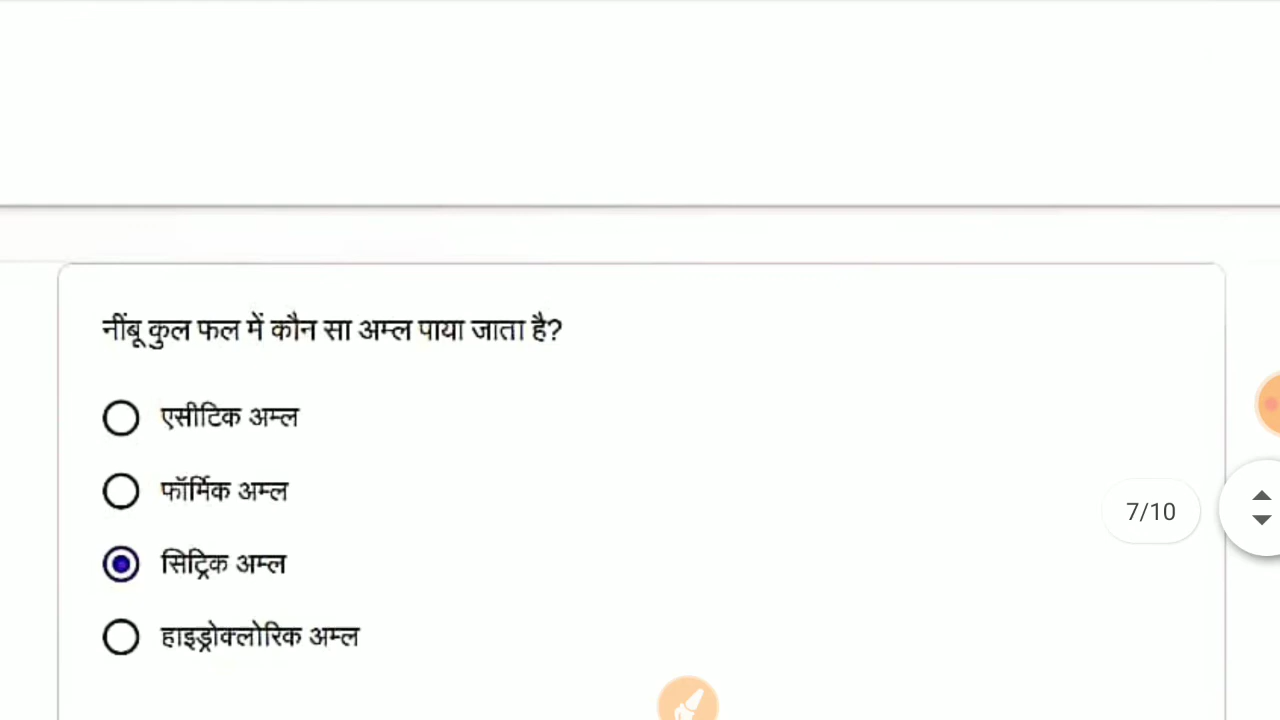 नींबू कुल फल में कौन सा अम्ल पाया जाता है?
एसीटिक अम्ल
फॉर्मिक अम्ल
7/10
सिट्रिक अम्ल
हाइड्रोक्लोरिक अम्ल